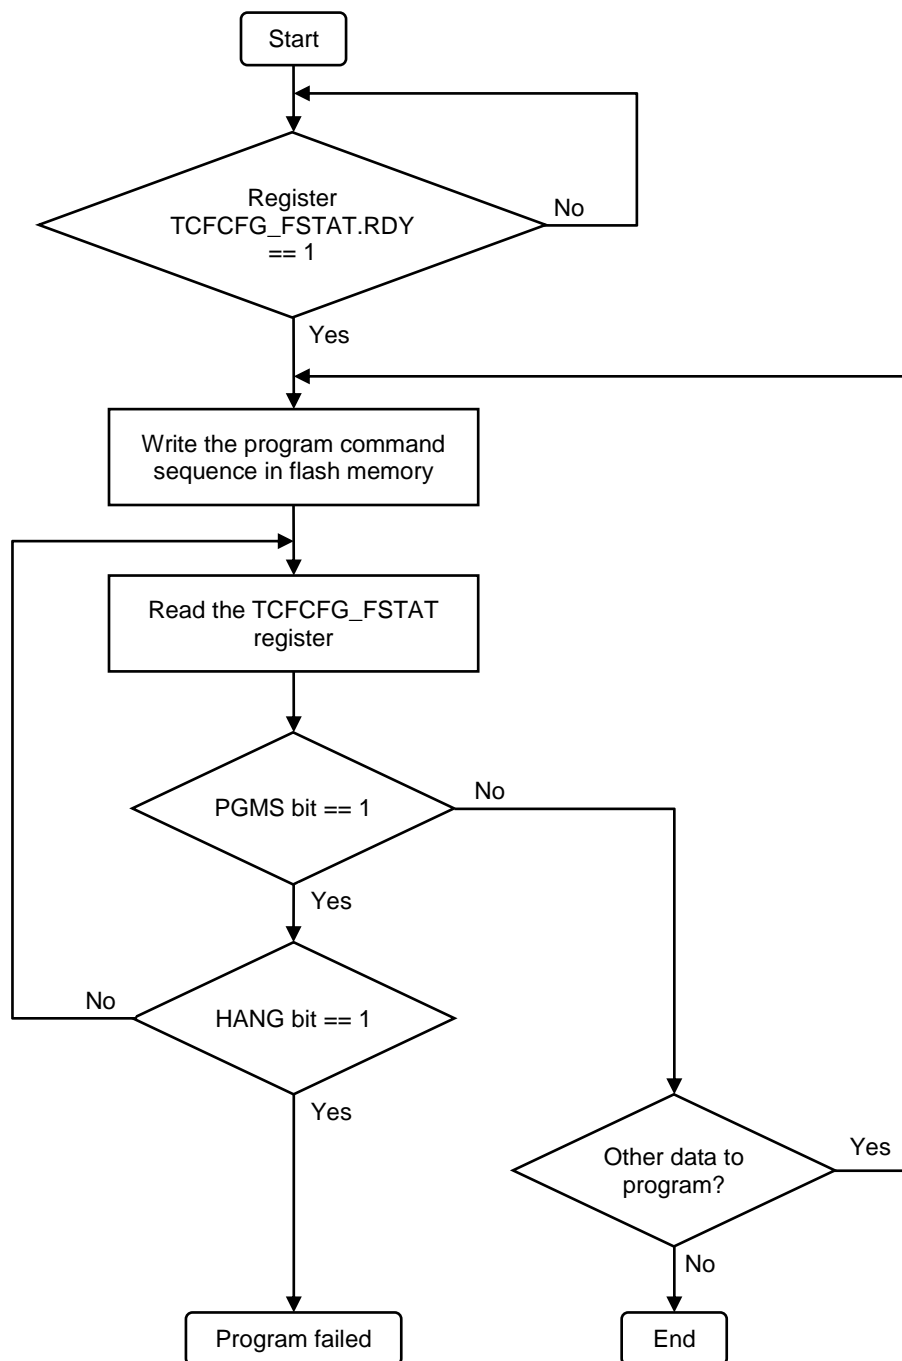 Start
Register
TCFCFG_FSTAT.RDY
== 1
No
Yes
Write the program command
sequence in flash memory
Read the TCFCFG_FSTAT
register
PGMS bit == 1
No
Yes
HANG bit == 1
No
Yes
Other data to
program?
Yes
No
Program failed
End